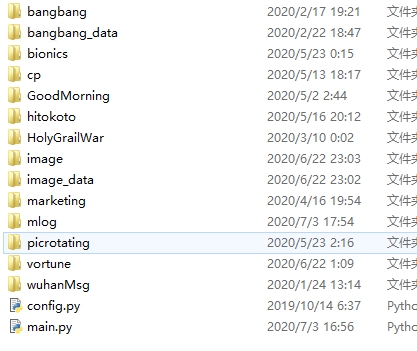 bangbang 2020/2/17 19:21 文件夹
bangbang_data 2020/2/22 18:47 文件夹
bionics 2020/5/23 0:15 文件夹
cp 2020/5/13 18:17 文件夹
GoodMorning 2020/5/2 2:44 文件夹
hitokoto 2020/5/16 20:12 文件夹
HolyGrailWar 2020/3/10 0:02 文件夹
image 2020/6/22 23:03 文件夹
image_data 2020/6/22 23:02 文件夹
marketing 2020/4/16 19:54 文件夹
mlog 2020/7/3 17:54 文件夹
picrotating 2020/5/23 2:16 文件夹
vortune 2020/6/22 1:09 文件夹
wuhanMsg 2020/1/24 13:14 文件夹
config.py 2019/10/14 6:37 Pytho
main.py 2020/7/3 16:56 Pytho